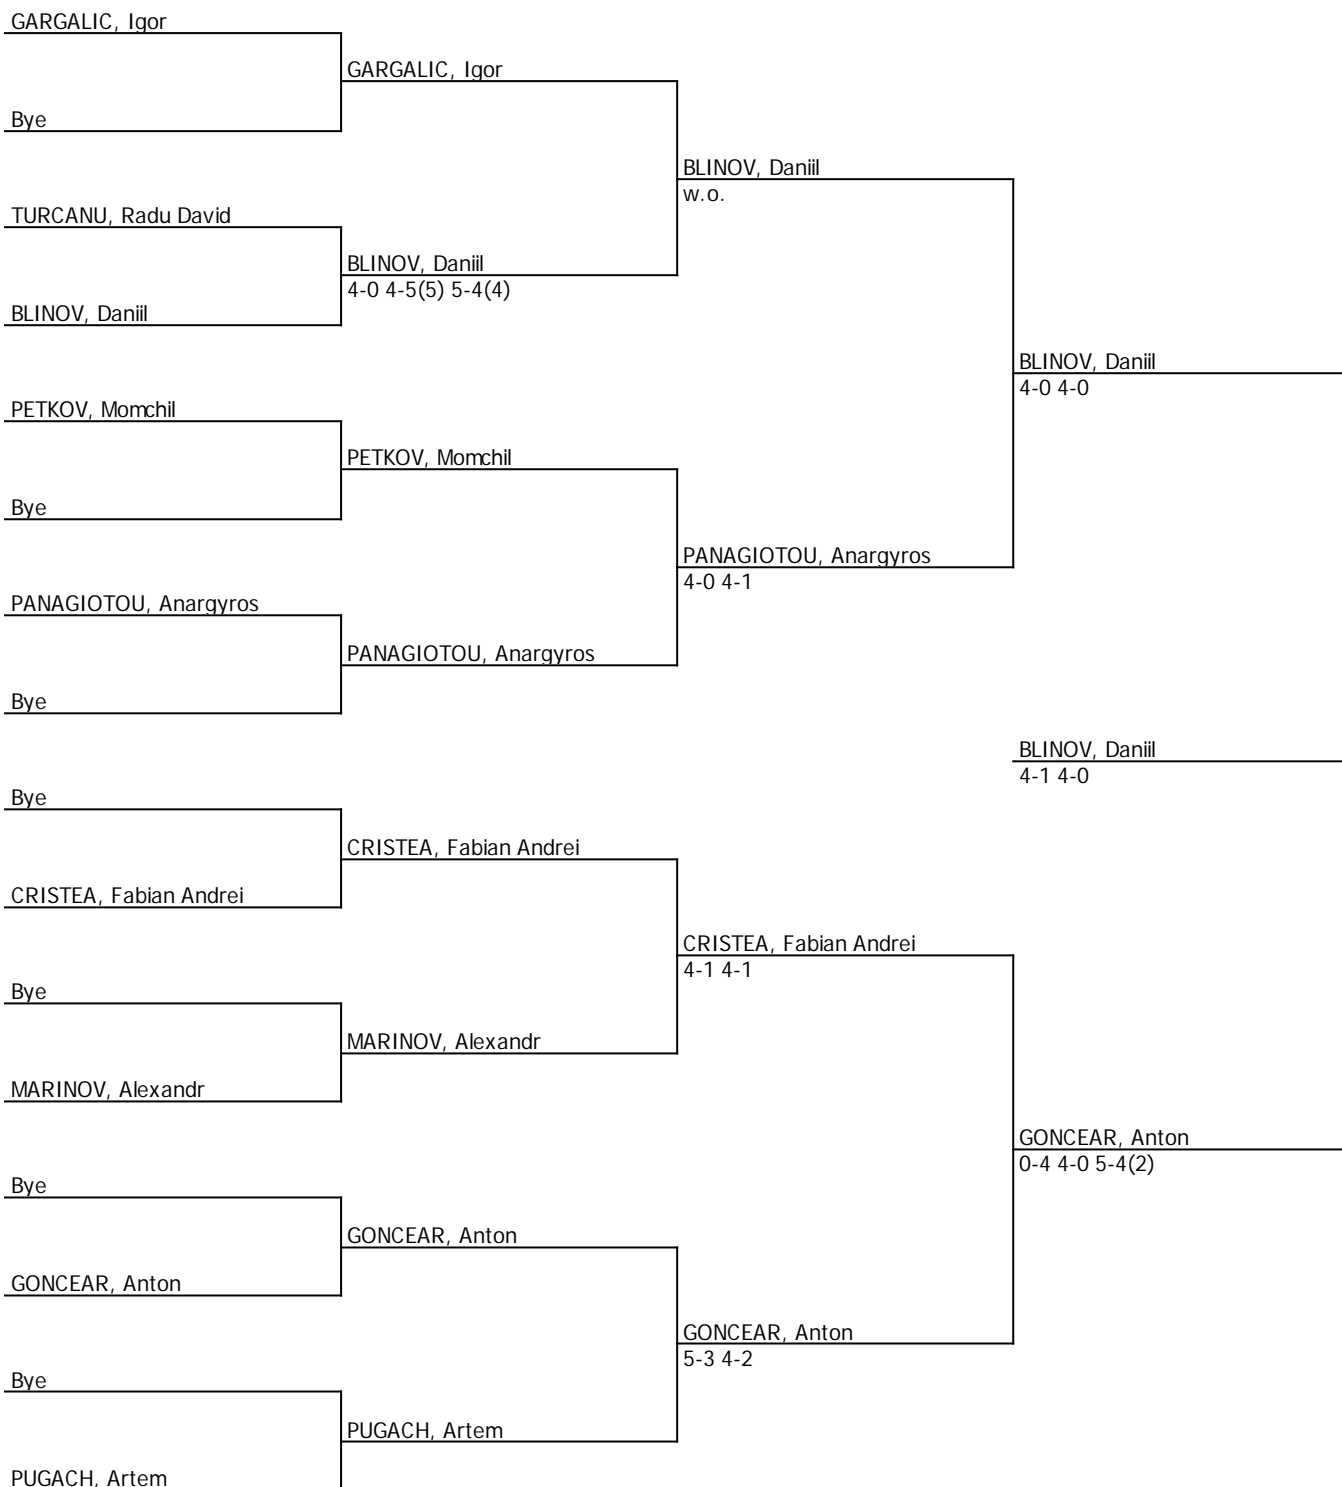 GARGALIC, Igor
GARGALIC, Igor
Bye
BLINOV, Daniil
w.o.
TURCANU, Radu David
BLINOV, Daniil
4-0 4-5(5) 5-4(4)
BLINOV, Daniil
BLINOV, Daniil
4-0 4-0
PETKOV, Momchil
PETKOV, Momchil
Bye
PANAGIOTOU, Anargyros
4-0 4-1
PANAGIOTOU, Anargyros
PANAGIOTOU, Anargyros
Bye
BLINOV, Daniil
4-1 4-0
Bye
CRISTEA, Fabian Andrei
CRISTEA, Fabian Andrei
CRISTEA, Fabian Andrei
4-1 4-1
Bye
MARINOV, Alexandr
MARINOV, Alexandr
GONCEAR, Anton
0-4 4-0 5-4(2)
Bye
GONCEAR, Anton
GONCEAR, Anton
GONCEAR, Anton
5-3 4-2
Bye
PUGACH, Artem
PUGACH, Artem